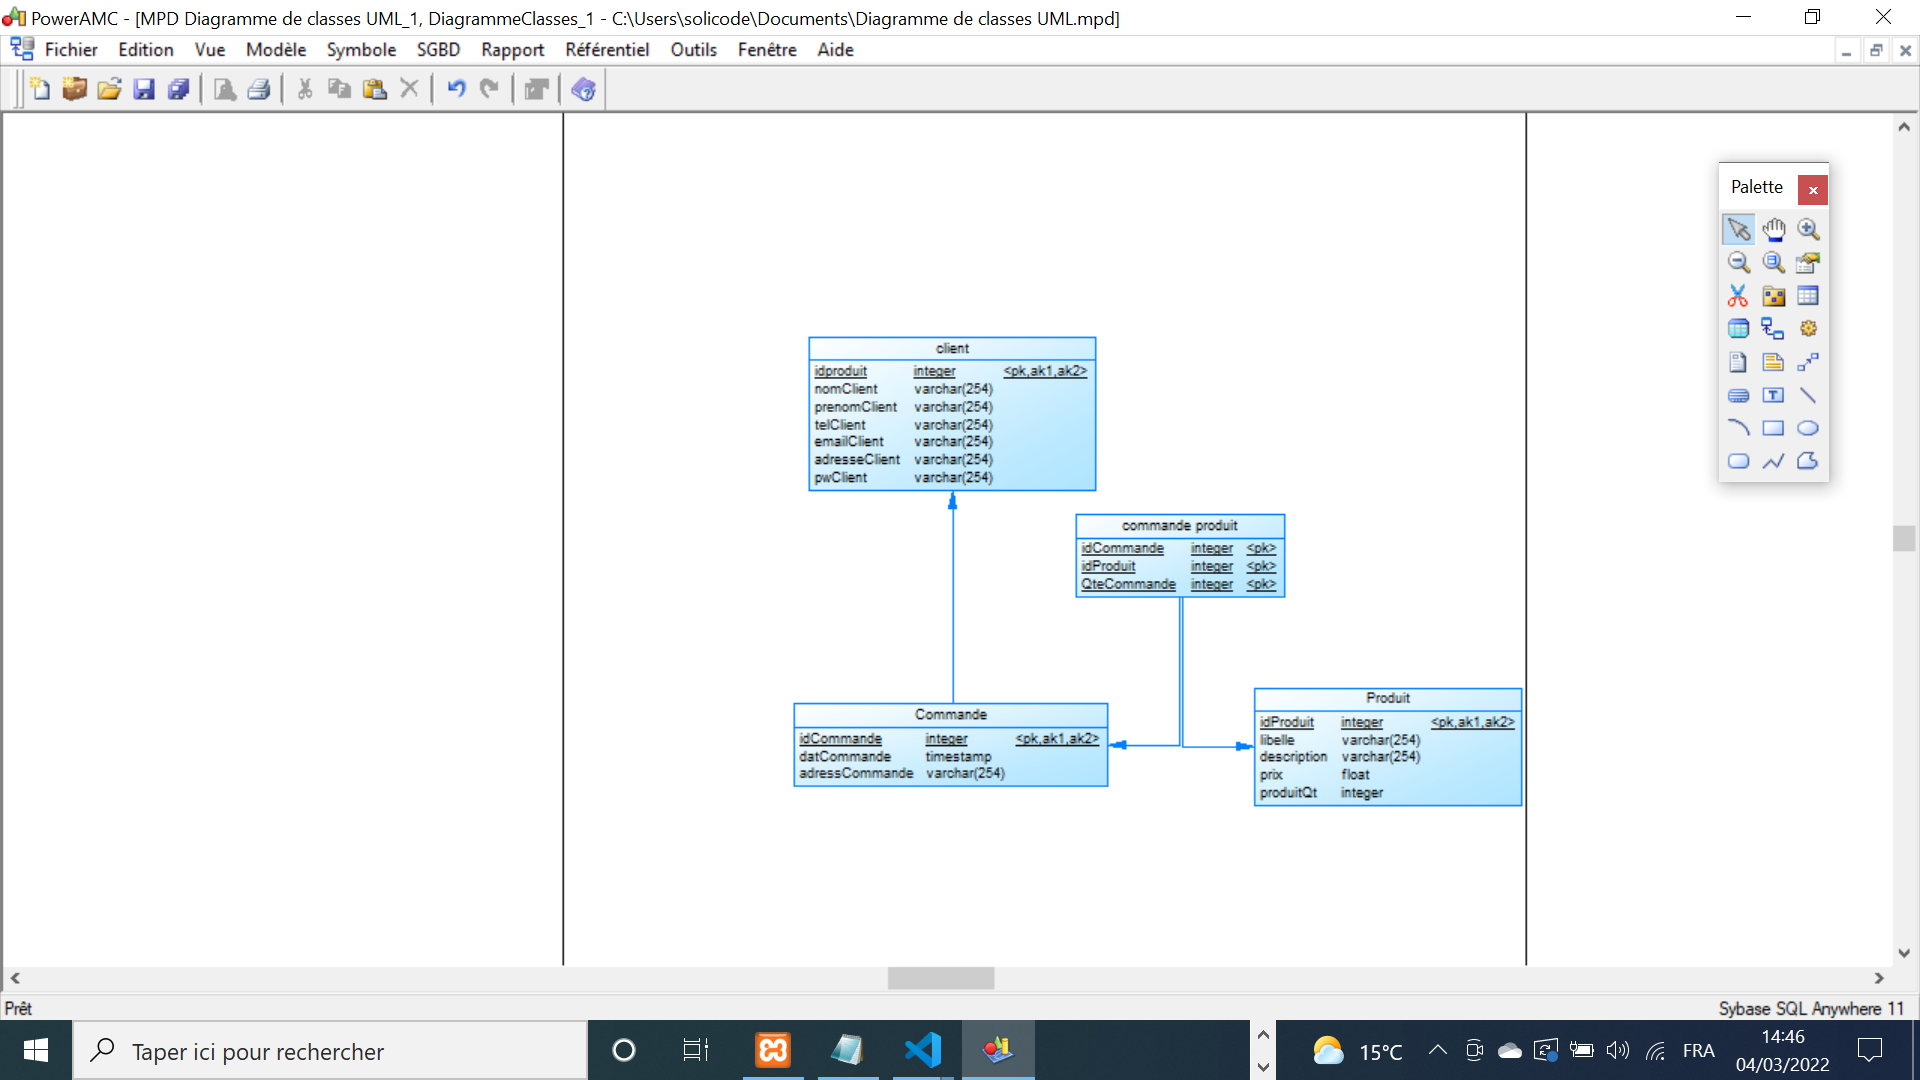 PowerAMC - [MPD Diagramme de classes UML_1, DiagrammeClasses_1 - C:\Users\solicode\Documents\Diagramme de classes UML.mpd]
Fichier Edition Vue Modèle Symbole SGBD Rapport Référentiel Outils Fenêtre Aide
Palette
client
idproduit integer <pk,ak1,ak2>
nomClient varchar(254)
prenomClient varchar(254)
telClient varchar(254)
emailClient varchar(254)
adresseClient varchar(254)
pwClient varchar(254)
commande produit
idCommande integer <pk>
idProduit integer <pk>
QteCommande integer <pk>
Commande
idCommande integer <pk,ak1,ak2>
datCommande timestamp
adressCommande varchar(254)
Produit
idProduit integer <pk,ak1,ak2>
libelle varchar(254)
description varchar(254)
prix float
produitQt integer
Prêt
Sybase SQL Anywhere 11
Taper ici pour rechercher
15°C
FRA
14:46
04/03/2022